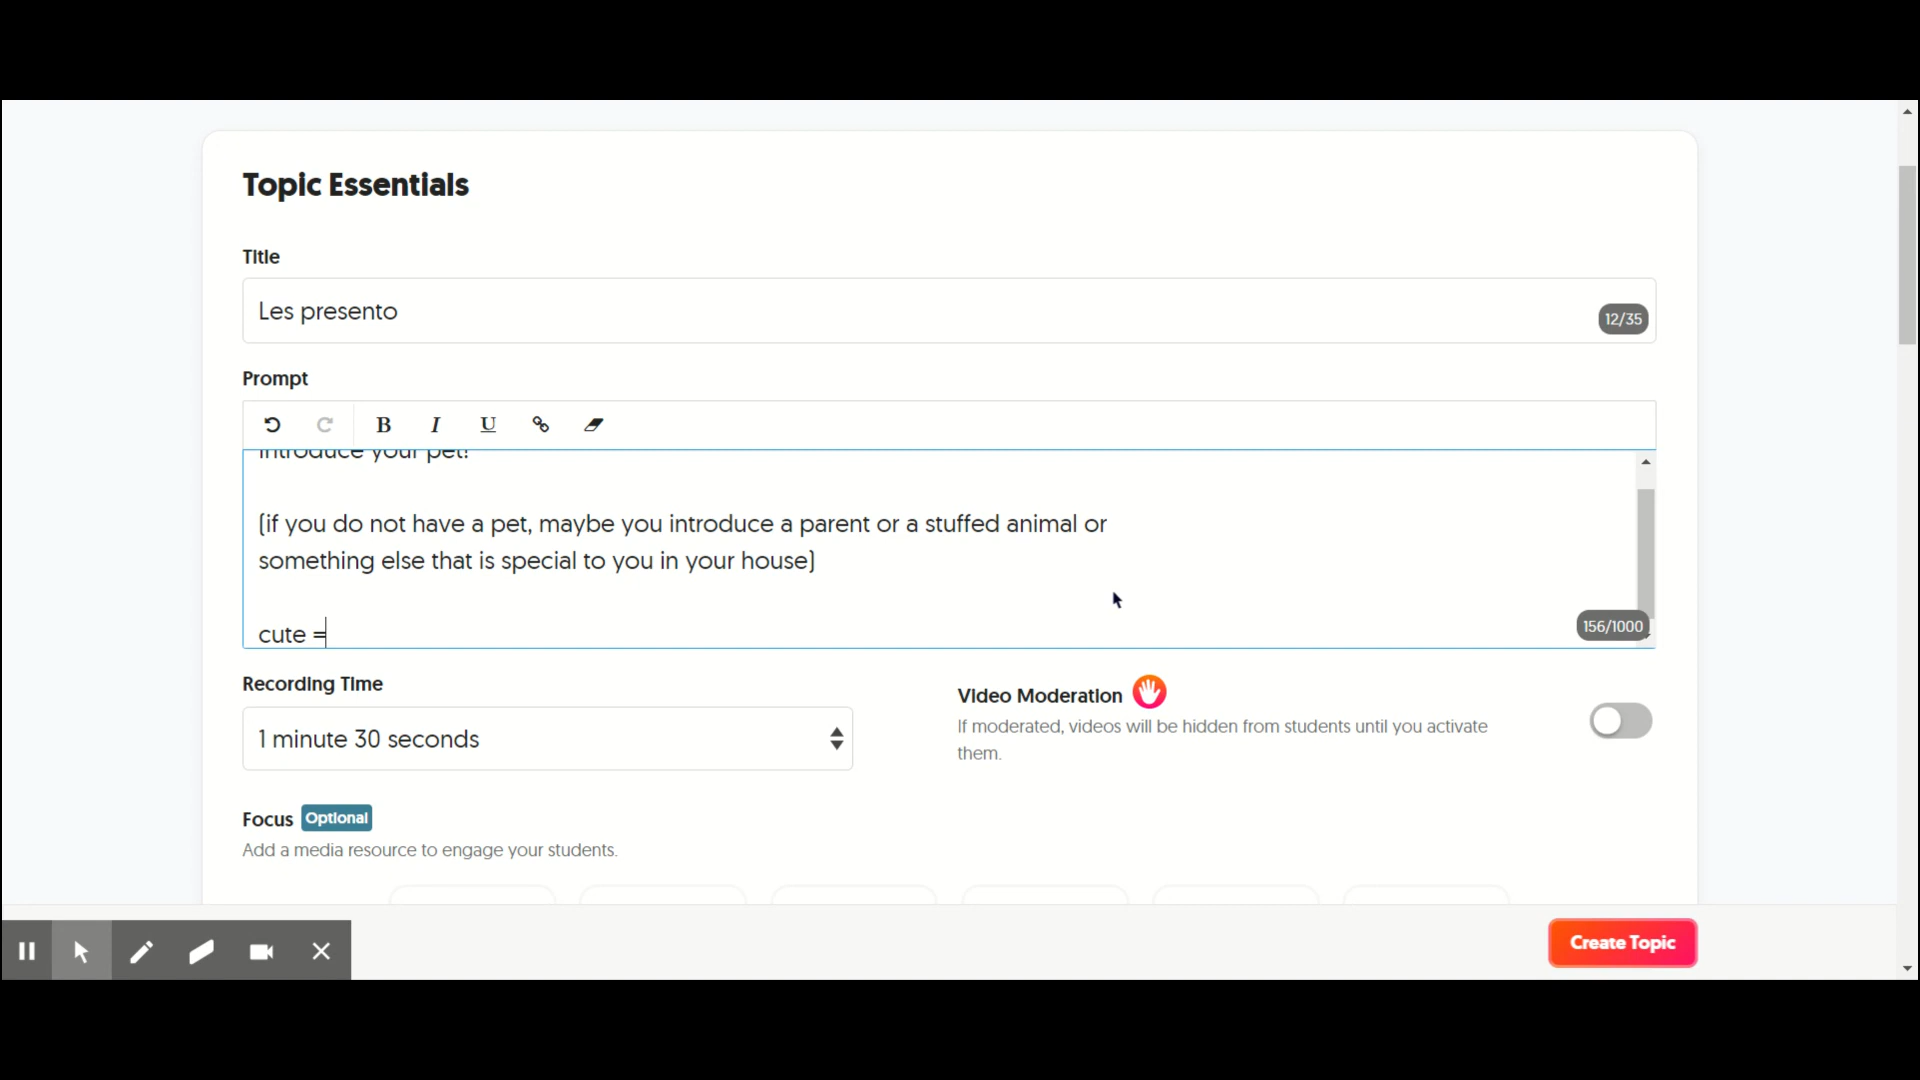 Topic Essentials
Title
Les presento
12/35
Prompt
B I U
introduce your pet!
(if you do not have a pet, maybe you introduce a parent or a stuffed animal or
something else that is special to you in your house)
cute =
156/1000
Recording Time
1 minute 30 seconds
Video Moderation
If moderated, videos will be hidden from students until you activate
them.
Focus Optional
Add a media resource to engage your students.
Create Topic